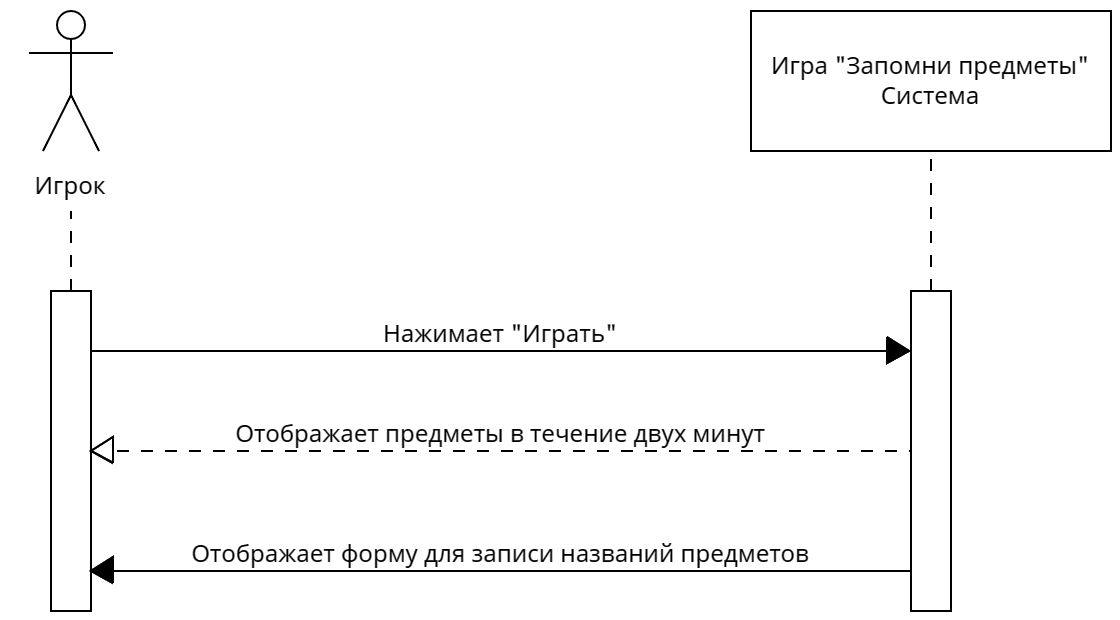 Игра "Запомни предметы"
Система
Игрок
Нажимает "Играть"
Отображает предметы в течение двух минут
Отображает форму для записи названий предметов